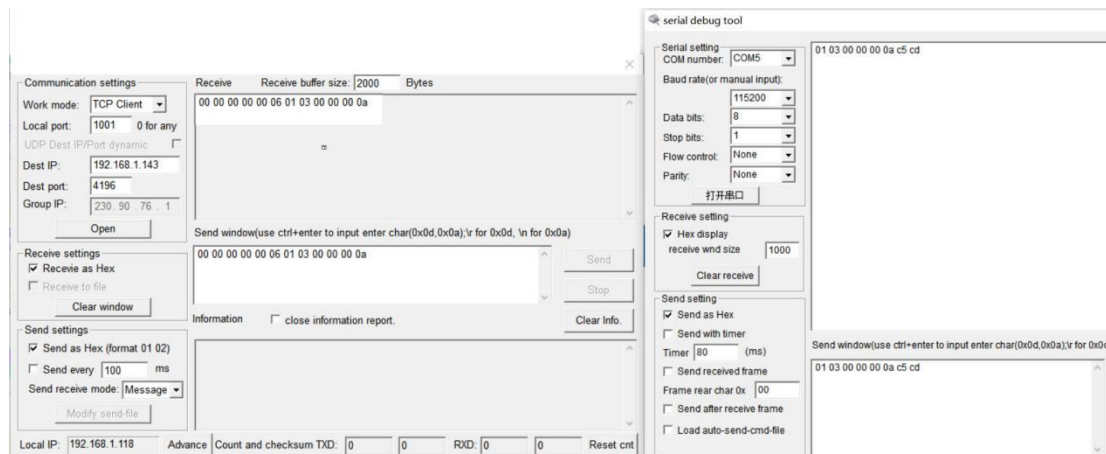 Communication settings
Work mode: TCP Client
Local port: 1001 0 for any
UDP Dest IP/Port dynamic
Dest IP: 192.168.1.143
Dest port: 4196
Group IP: 230 . 90 . 76 . 1
Open
Receive settings
Recevie as Hex
Receive to file
Clear window
Send settings
Send as Hex (format 01 02)
Send every 100 ms
Send receive mode: Message
Modify send-file
Receive Receive buffer size: 2000 Bytes
00 00 00 00 00 06 01 03 00 00 00 0a
Send window(use ctrl+enter to input enter char(0x0d,0x0a);\r for 0x0d, \n for 0x0a)
00 00 00 00 00 06 01 03 00 00 00 0a
Send
Stop
Information close information report. Clear Info.
Local IP: 192.168.1.118 Advance Count and checksum TXD: 0 0 RXD: 0 0 Reset cnt
serial debug tool
Serial setting
COM number: COM5
Baud rate(or manual input):
115200
Data bits: 8
Stop bits: 1
Flow control: None
Parity: None
打开串口
Receive setting
Hex display
receive wnd size 1000
Clear receive
Send setting
Send as Hex
Send with timer
Timer 80 (ms)
Send received frame
Frame rear char 0x 00
Send after receive frame
Load auto-send-cmd-file
01 03 00 00 00 0a c5 cd
Send window(use ctrl+enter to input enter char(0x0d,0x0a);\r for 0x0d
01 03 00 00 00 0a c5 cd